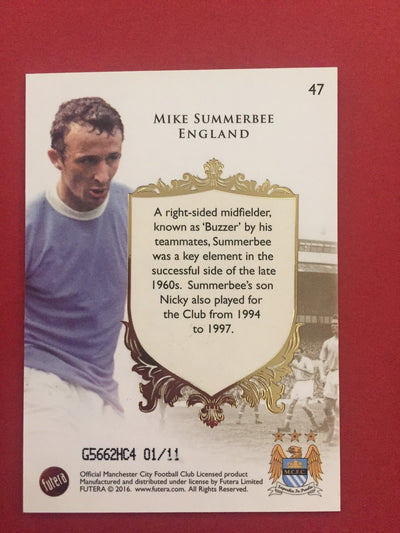 47
MIKE SUMMERBEE
ENGLAND
A right-sided midfielder,
known as ‘Buzzer’ by his
teammates, Summerbee
was a key element in the
successful side of the late
1960s. Summerbee’s son
Nicky also played for
the Club from 1994
to 1997.
G5662HC4 01/11
futera
Official Manchester City Football Club Licensed product
Manufactured and distributed under license by Futera Limited
FUTERA © 2016. www.futera.com. All Rights Reserved.
M.C.F.C.